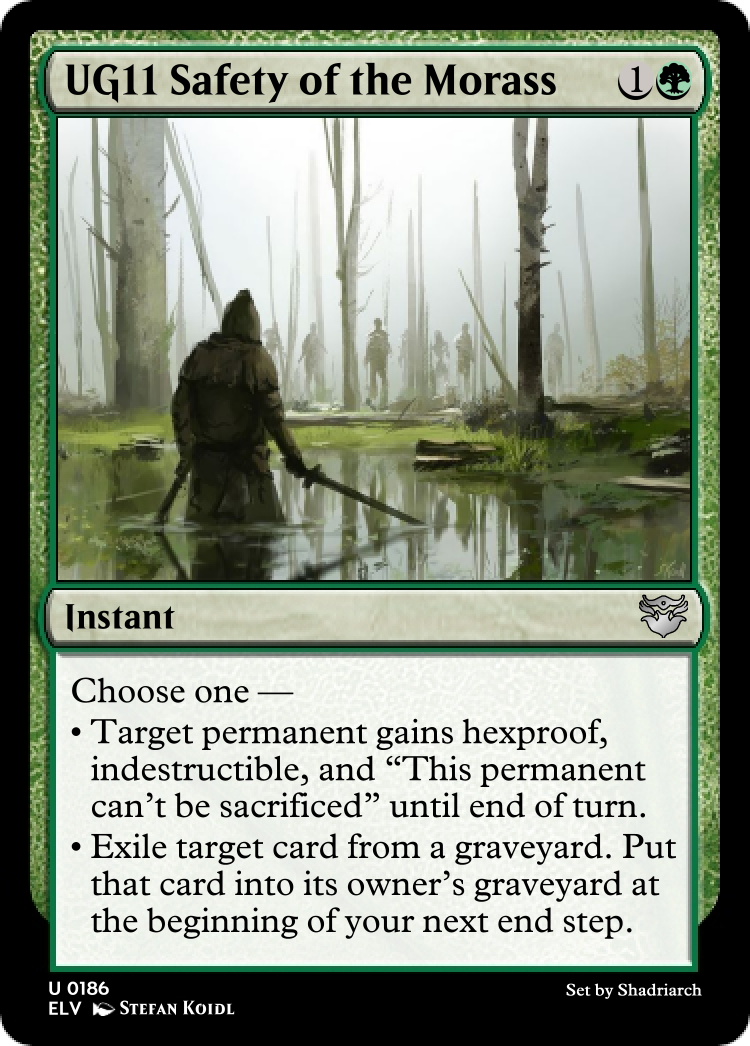 UG11 Safety of the Morass 1
Instant
Choose one —
• Target permanent gains hexproof,
indestructible, and “This permanent
can’t be sacrificed” until end of turn.
• Exile target card from a graveyard. Put
that card into its owner’s graveyard at
the beginning of your next end step.
U 0186
ELV STEFAN KOIDL
Set by Shadriarch